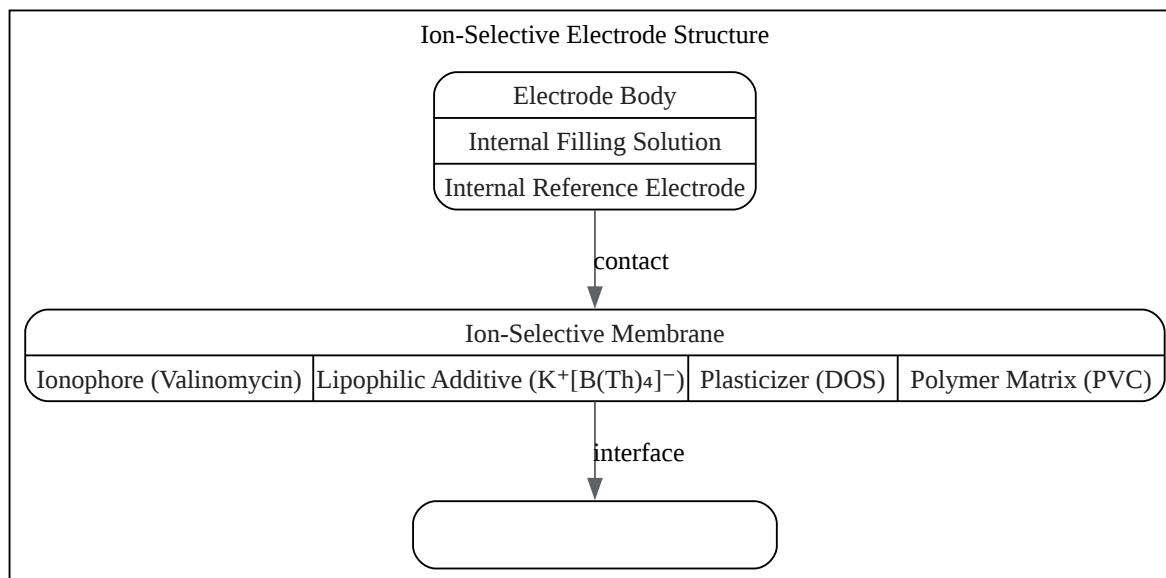 Ion-Selective Electrode Structure
Electrode Body
Internal Filling Solution
Internal Reference Electrode
contact
Ion-Selective Membrane
Ionophore (Valinomycin)
Lipophilic Additive (K⁺[B(Th)₄]⁻)
Plasticizer (DOS)
Polymer Matrix (PVC)
interface